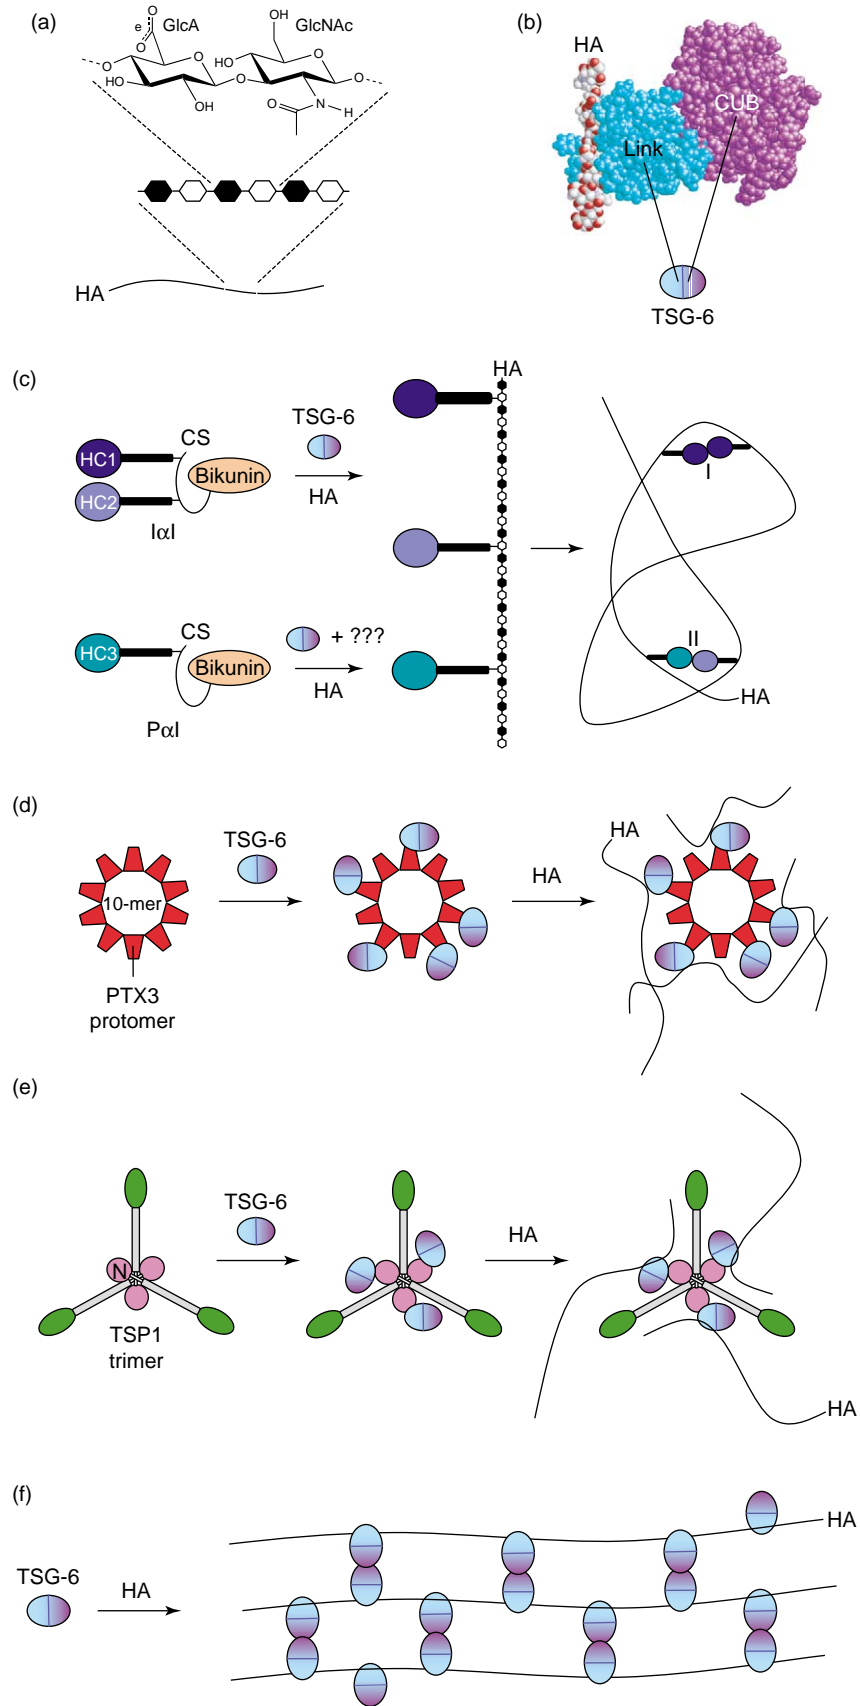 (a)
GlcA
GlcNAc
O
e
O
OH
O
HO
O
OH
HO
O
O
O
O
N
H
HA
(b)
HA
Link
CUB
TSG-6
(c)
HC1
HC2
CS
Bikunin
IαI
TSG-6
HA
HA
I
HC3
CS
Bikunin
PαI
+ ???
HA
II
HA
(d)
10-mer
PTX3
protomer
TSG-6
HA
HA
(e)
N
TSP1
trimer
TSG-6
HA
HA
(f)
TSG-6
HA
HA